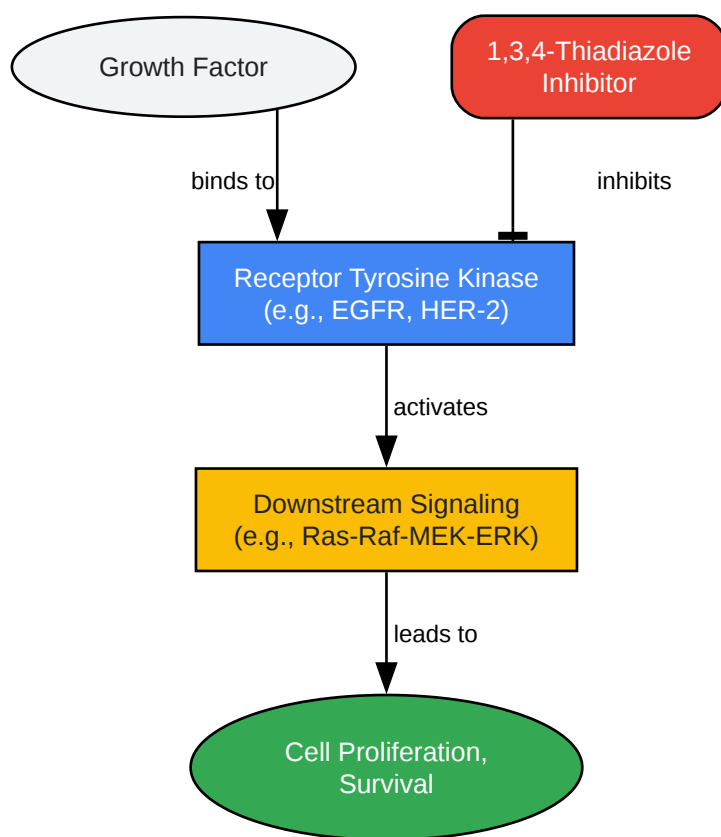 Growth Factor
1,3,4-Thiadiazole
Inhibitor
binds to
inhibits
Receptor Tyrosine Kinase
(e.g., EGFR, HER-2)
activates
Downstream Signaling
(e.g., Ras-Raf-MEK-ERK)
leads to
Cell Proliferation,
Survival